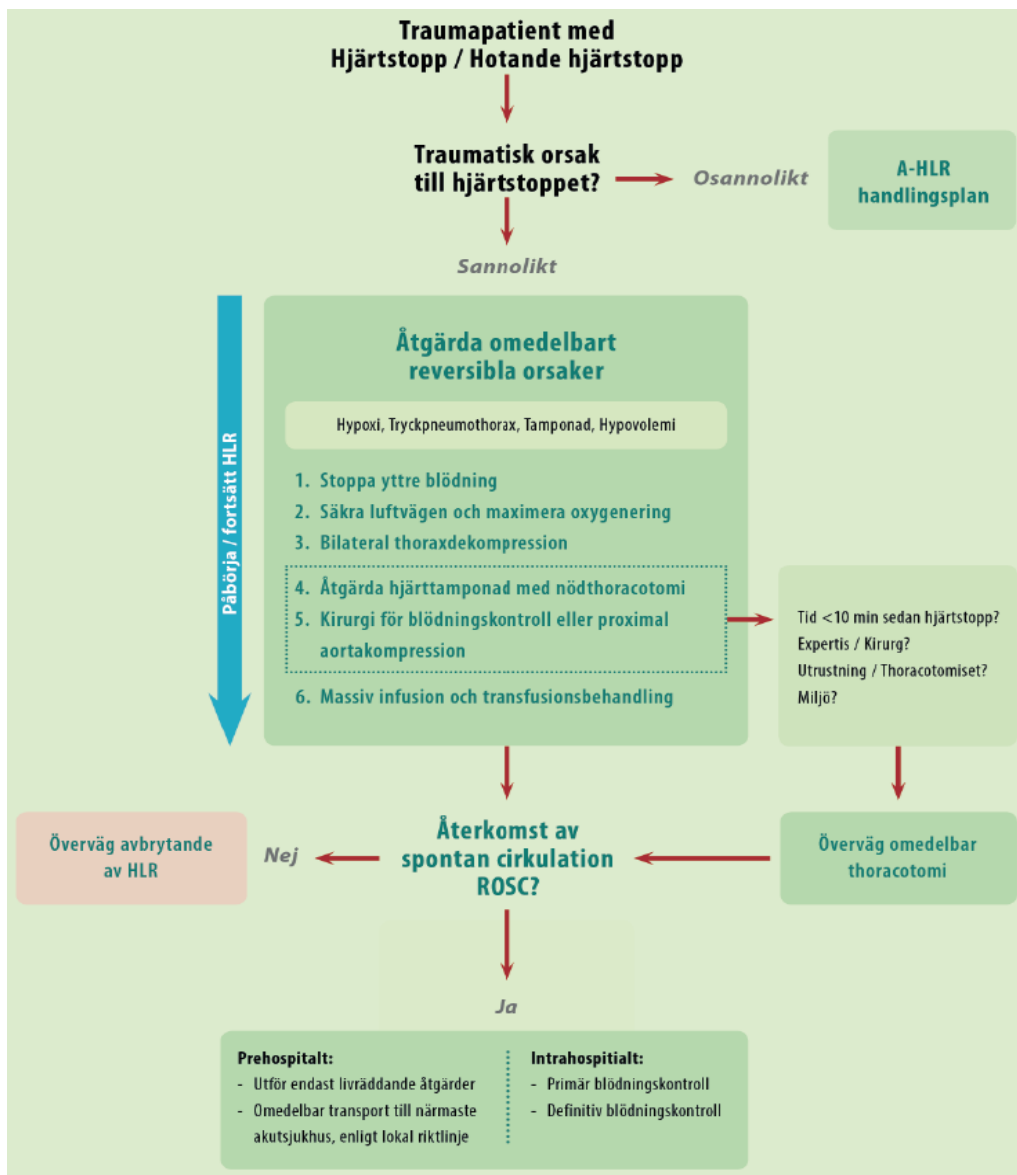 Traumapatient med
Hjärtstopp / Hotande hjärtstopp
Traumatisk orsak
till hjärtstoppet?
Osannolikt
A-HLR
handlingsplan
Sannolikt
Påbörja / fortsätt HLR
Åtgärda omedelbart
reversibla orsaker
Hypoxi, Tryckpneumothorax, Tamponad, Hypovolemi
1. Stoppa yttre blödning
2. Säkra luftvägen och maximera oxygenering
3. Bilateral thoraxdekompression
4. Åtgärda hjärttamponad med nödthoracotomi
5. Kirurgi för blödningskontroll eller proximal
aortakompression
6. Massiv infusion och transfusionsbehandling
Tid <10 min sedan hjärtstopp?
Expertis / Kirurg?
Utrustning / Thoracotomiset?
Miljö?
Överväg avbrytande
av HLR
Nej
Återkomst av
spontan cirkulation
ROSC?
Överväg omedelbar
thoracotomi
Ja
Prehospitalt:
- Utför endast livräddande åtgärder
- Omedelbar transport till närmaste
akutsjukhus, enligt lokal riktlinje
Intrahospitialt:
- Primär blödningskontroll
- Definitiv blödningskontroll